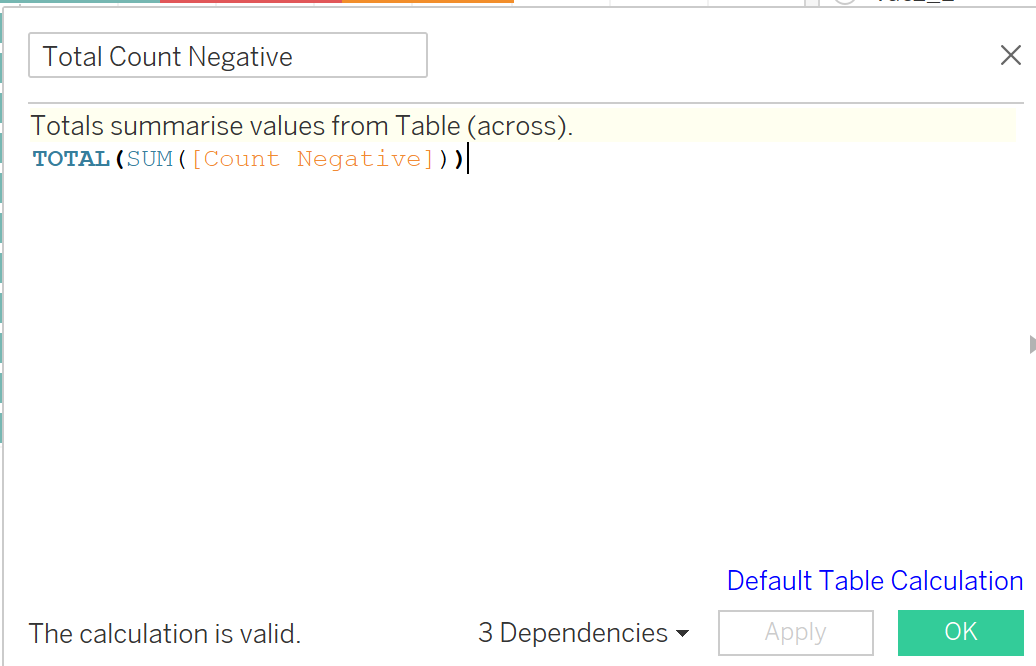 Total Count Negative
Totals summarise values from Table (across).
TOTAL(SUM([Count Negative]))
Default Table Calculation
The calculation is valid.
3 Dependencies
Apply
OK